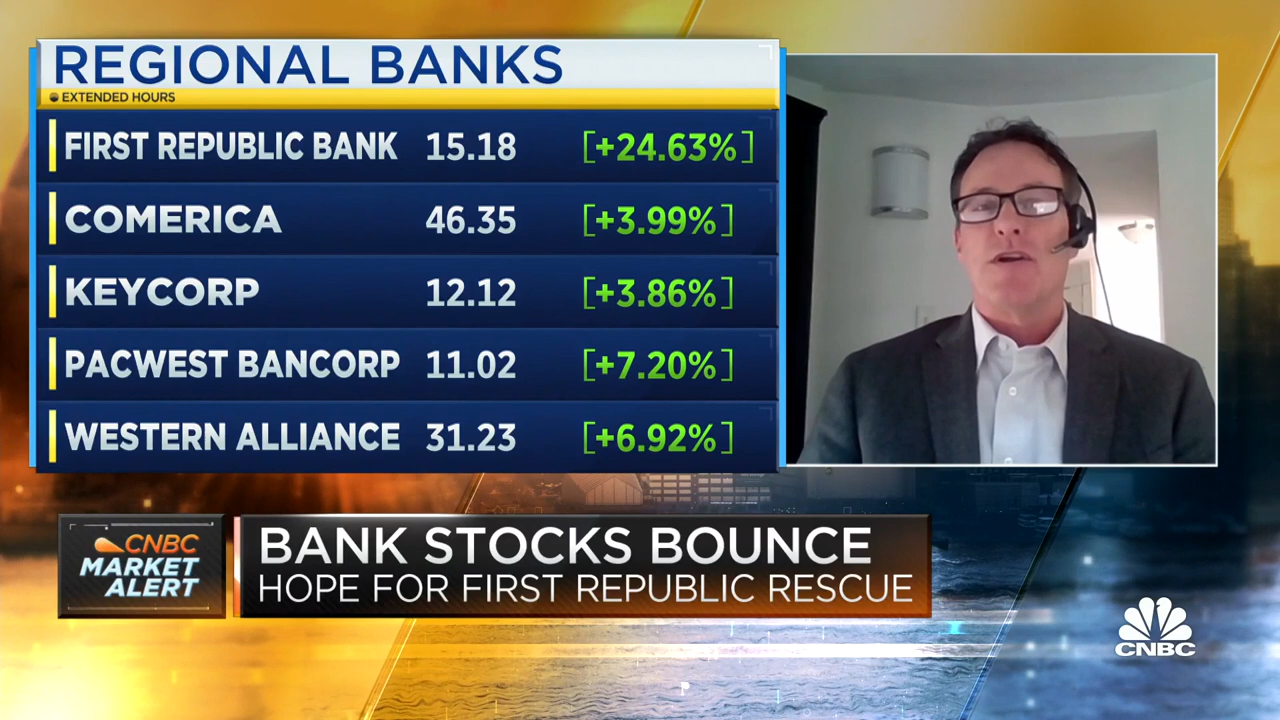 REGIONAL BANKS
EXTENDED HOURS
FIRST REPUBLIC BANK 15.18 [+24.63%]
COMERICA 46.35 [+3.99%]
KEYCORP 12.12 [+3.86%]
PACWEST BANCORP 11.02 [+7.20%]
WESTERN ALLIANCE 31.23 [+6.92%]
CNBC
MARKET
ALERT
BANK STOCKS BOUNCE
HOPE FOR FIRST REPUBLIC RESCUE
CNBC
P